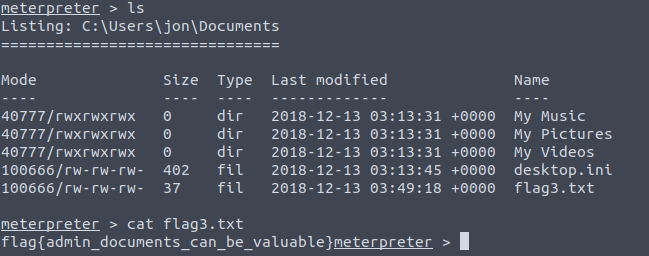 meterpreter > ls
Listing: C:\Users\jon\Documents
===============================
Mode Size Type Last modified Name
---- ---- ---- ------------- ----
40777/rwxrwxrwx 0 dir 2018-12-13 03:13:31 +0000 My Music
40777/rwxrwxrwx 0 dir 2018-12-13 03:13:31 +0000 My Pictures
40777/rwxrwxrwx 0 dir 2018-12-13 03:13:31 +0000 My Videos
100666/rw-rw-rw- 402 fil 2018-12-13 03:13:45 +0000 desktop.ini
100666/rw-rw-rw- 37 fil 2018-12-13 03:49:18 +0000 flag3.txt
meterpreter > cat flag3.txt
flag{admin_documents_can_be_valuable}meterpreter >